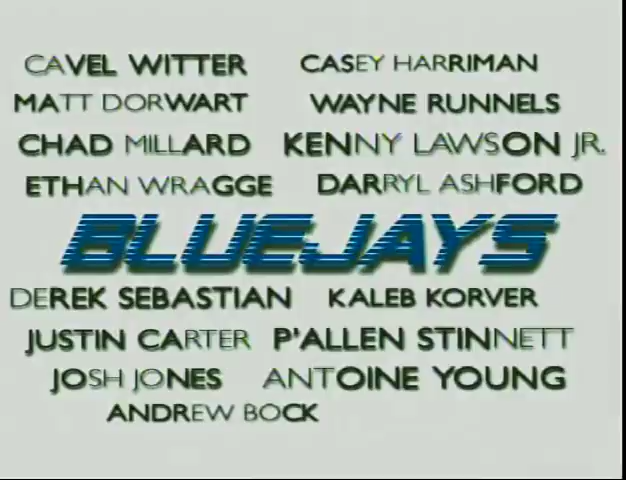 CAVEL WITTER CASEY HARRIMAN
MATT DORWART WAYNE RUNNELS
CHAD MILLARD KENNY LAWSON JR.
ETHAN WRAGGE DARRYL ASHFORD
BLUEJAYS
DEREK SEBASTIAN KALEB KORVER
JUSTIN CARTER P'ALLEN STINNETT
JOSH JONES ANTOINE YOUNG
ANDREW BOCK